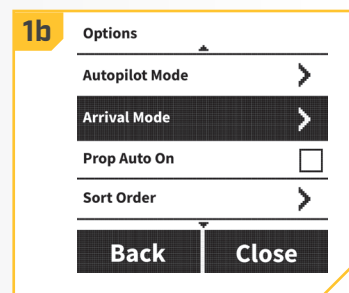 1b
Options
Autopilot Mode
Arrival Mode
Prop Auto On
Sort Order
Back Close